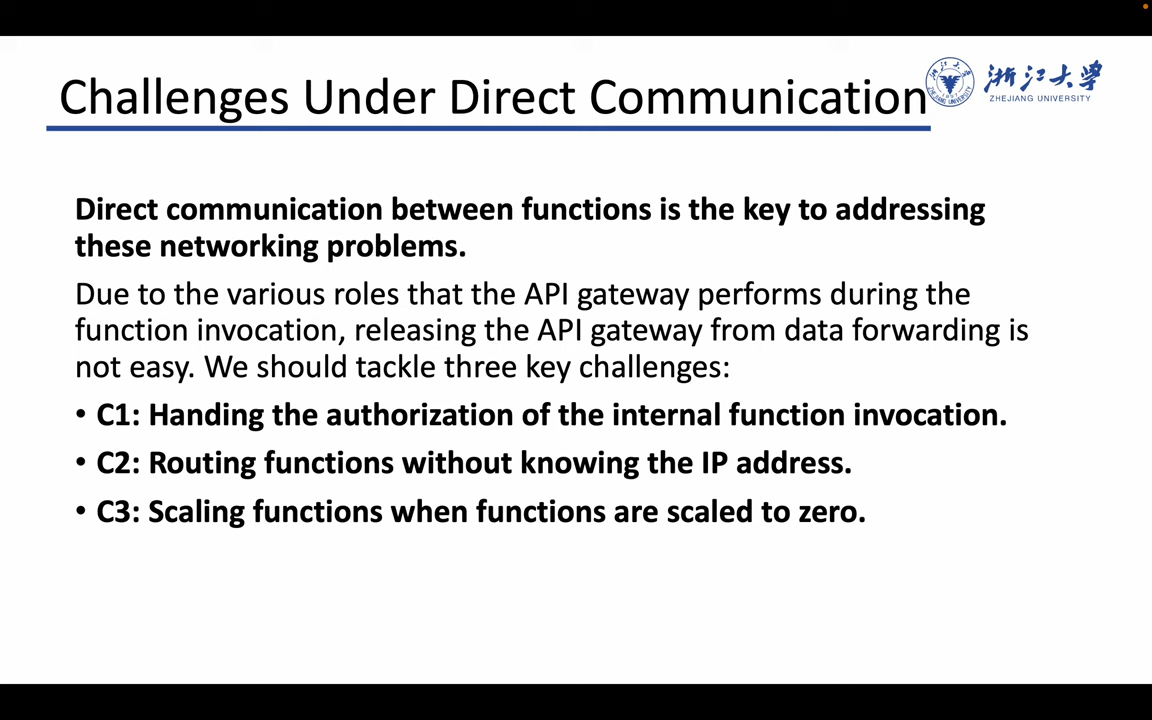 Challenges Under Direct Communication
浙江大学
ZHEJIANG UNIVERSITY
Direct communication between functions is the key to addressing
these networking problems.
Due to the various roles that the API gateway performs during the
function invocation, releasing the API gateway from data forwarding is
not easy. We should tackle three key challenges:
• C1: Handing the authorization of the internal function invocation.
• C2: Routing functions without knowing the IP address.
• C3: Scaling functions when functions are scaled to zero.